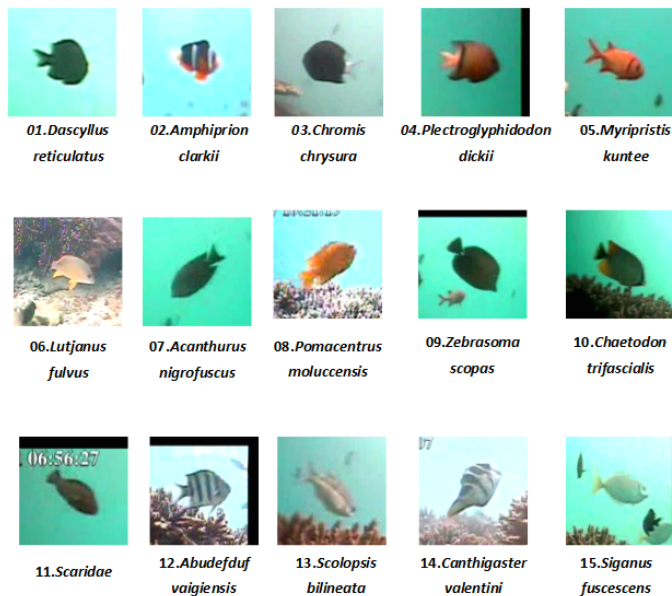 01.Dascyllus
reticulatus
02.Amphiprion
clarkii
03.Chromis
chrysura
04.Plectroglyphidodon
dickii
05.Myripristis
kuntee
06.Lutjanus
fulvus
07.Acanthurus
nigrofuscus
08.Pomacentrus
moluccensis
09.Zebrasoma
scopas
10.Chaetodon
trifascialis
06:56:27
11.Scaridae
12.Abudefduf
vaigiensis
13.Scolopsis
bilineata
14.Canthigaster
valentini
15.Siganus
fuscescens